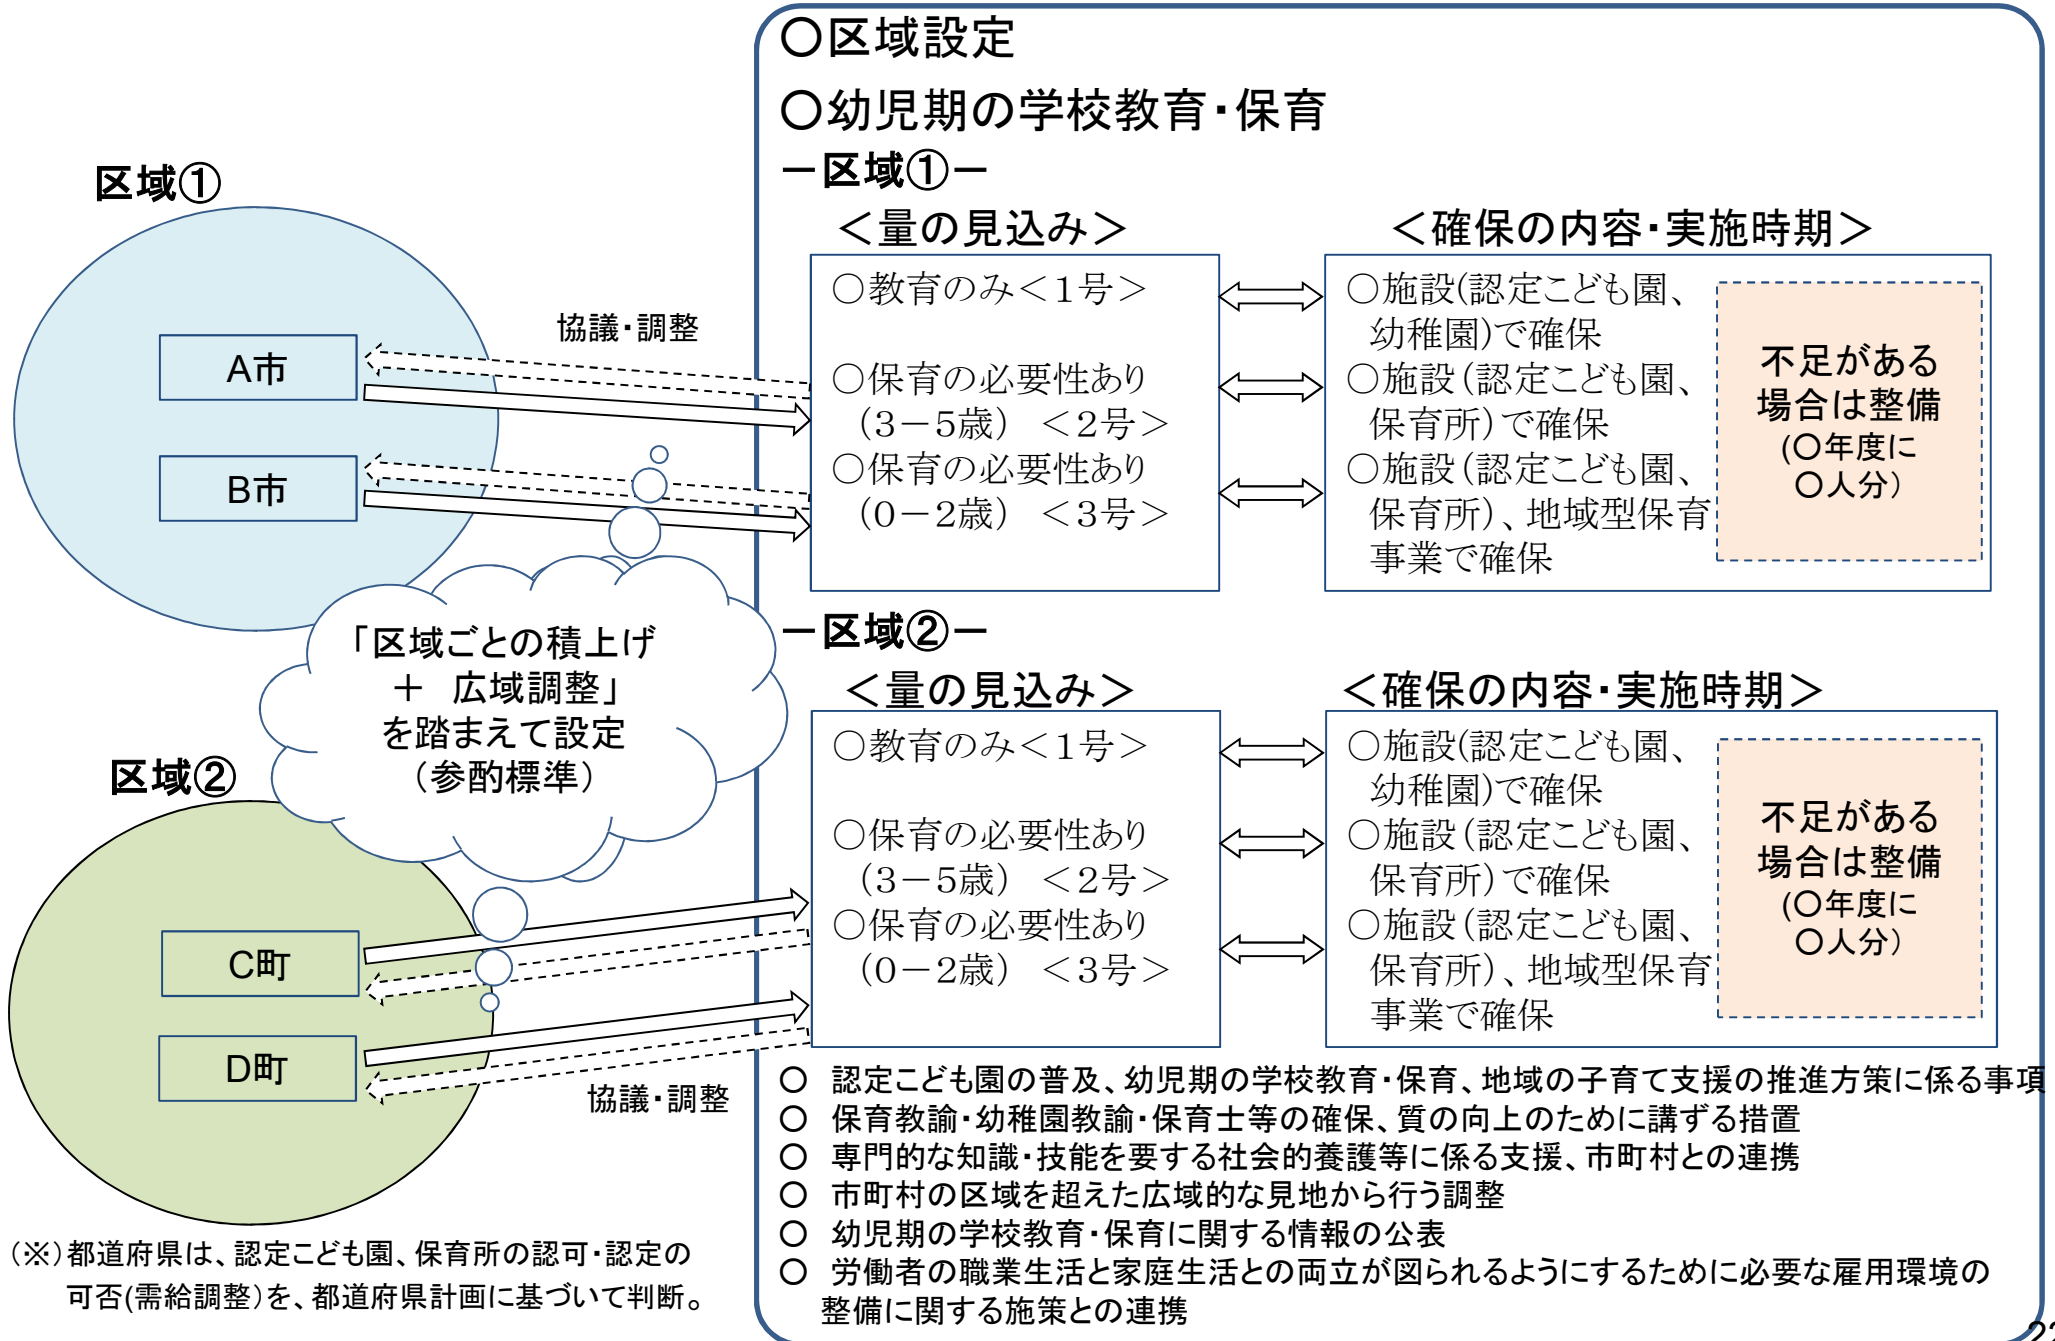 〇区域設定
〇幼児期の学校教育・保育
－区域①－
＜量の見込み＞
＜確保の内容・実施時期＞
〇教育のみ＜１号＞
〇保育の必要性あり
（３－５歳）　＜２号＞
〇保育の必要性あり
（０－２歳）　＜３号＞
〇施設(認定こども園、
幼稚園)で確保
〇施設（認定こども園、
保育所）で確保
〇施設（認定こども園、
保育所）、地域型保育
事業で確保
不足がある
場合は整備
(〇年度に
〇人分）
区域①
A市
B市
協議・調整
「区域ごとの積上げ
＋　広域調整」
を踏まえて設定
（参酌標準）
区域②
C町
D町
協議・調整
－区域②－
＜量の見込み＞
＜確保の内容・実施時期＞
〇教育のみ＜１号＞
〇保育の必要性あり
（３－５歳）　＜２号＞
〇保育の必要性あり
（０－２歳）　＜３号＞
〇施設(認定こども園、
幼稚園)で確保
〇施設（認定こども園、
保育所）で確保
〇施設（認定こども園、
保育所）、地域型保育
事業で確保
不足がある
場合は整備
(〇年度に
〇人分）
〇　認定こども園の普及、幼児期の学校教育・保育、地域の子育て支援の推進方策に係る事項
〇　保育教諭・幼稚園教諭・保育士等の確保、質の向上のために講ずる措置
〇　専門的な知識・技能を要する社会的養護等に係る支援、市町村との連携
〇　市町村の区域を超えた広域的な見地から行う調整
〇　幼児期の学校教育・保育に関する情報の公表
〇　労働者の職業生活と家庭生活との両立が図られるようにするために必要な雇用環境の
整備に関する施策との連携
（※）都道府県は、認定こども園、保育所の認可・認定の
可否(需給調整）を、都道府県計画に基づいて判断。